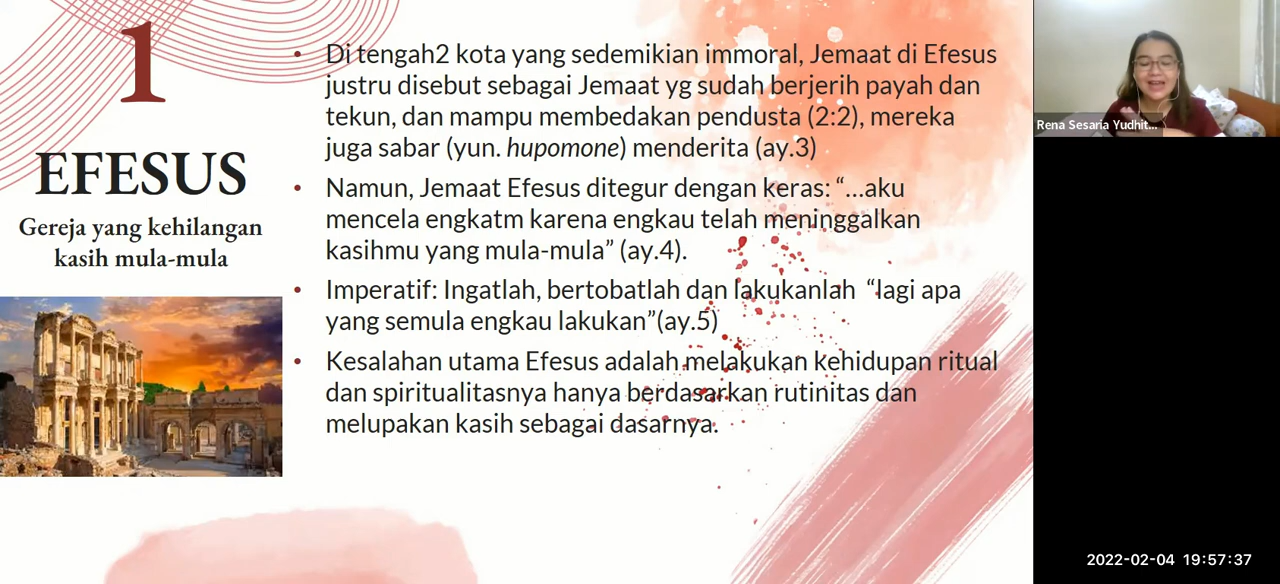 1
EFESUS
Gereja yang kehilangan
kasih mula-mula
• Di tengah2 kota yang sedemikian immoral, Jemaat di Efesus
justru disebut sebagai Jemaat yg sudah berjerih payah dan
tekun, dan mampu membedakan pendusta (2:2), mereka
juga sabar (yun. hupomone) menderita (ay.3)
• Namun, Jemaat Efesus ditegur dengan keras: “…aku
mencela engkatm karena engkau telah meninggalkan
kasihmu yang mula-mula” (ay.4).
• Imperatif: Ingatlah, bertobatlah dan lakukanlah “lagi apa
yang semula engkau lakukan”(ay.5)
• Kesalahan utama Efesus adalah melakukan kehidupan ritual
dan spiritualitasnya hanya berdasarkan rutinitas dan
melupakan kasih sebagai dasarnya.
Rena Sesaria Yudhit...
2022-02-04 19:57:37